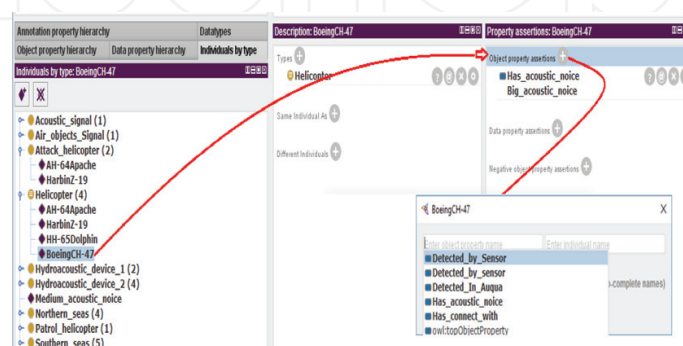 Annotation property hierarchy
Datatypes
Object property hierarchy
Data property hierarchy
Individuals by type
Individuals by type: BoeingCH-47
Acoustic_signal (1)
Air_objects_Signal (1)
Attack_helicopter (2)
AH-64Apache
HarbinZ-19
Helicopter (4)
AH-64Apache
HarbinZ-19
HH-65Dolphin
BoeingCH-47
Hydroacoustic_device_1 (2)
Hydroacoustic_device_2 (4)
Medium_acoustic_noice
Northern_seas (4)
Patrol_helicopter (1)
Southern_seas (5)
Description: BoeingCH-47
Types
Helicopter
Same Individual As
Different Individuals
Property assertions: BoeingCH-47
Object property assertions
Has_acoustic_noice
Big_acoustic_noice
Data property assertions
Negative object property assertions
BoeingCH-47
X
Enter object property name
Enter individual name
Detected_by_Sensor
Detected_by_sensor
Detected_In_Auqua
-complete names)
Has_acoustic_noice
Has_connect_with
owl:topObjectProperty